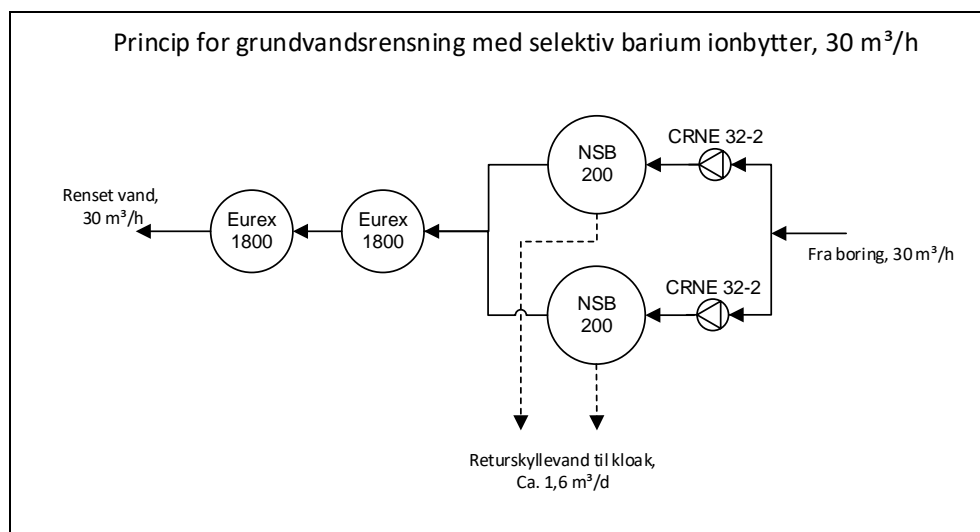 Princip for grundvandsrensning med selektiv barium ionbytter, 30 m³/h
CRNE 32-2
NSB
200
Renset vand,
30 m³/h
Eurex
1800
Eurex
1800
Fra boring, 30 m³/h
CRNE 32-2
NSB
200
Returskyllevand til kloak,
Ca. 1,6 m³/d